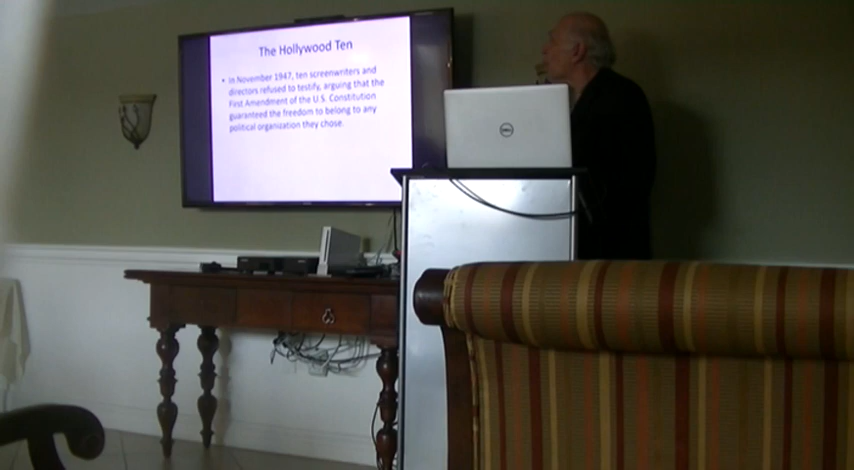 The Hollywood Ten
• In November 1947, ten screenwriters and
directors refused to testify, arguing that the
First Amendment of the U.S. Constitution
guaranteed the freedom to belong to any
political organization they chose.
DELL